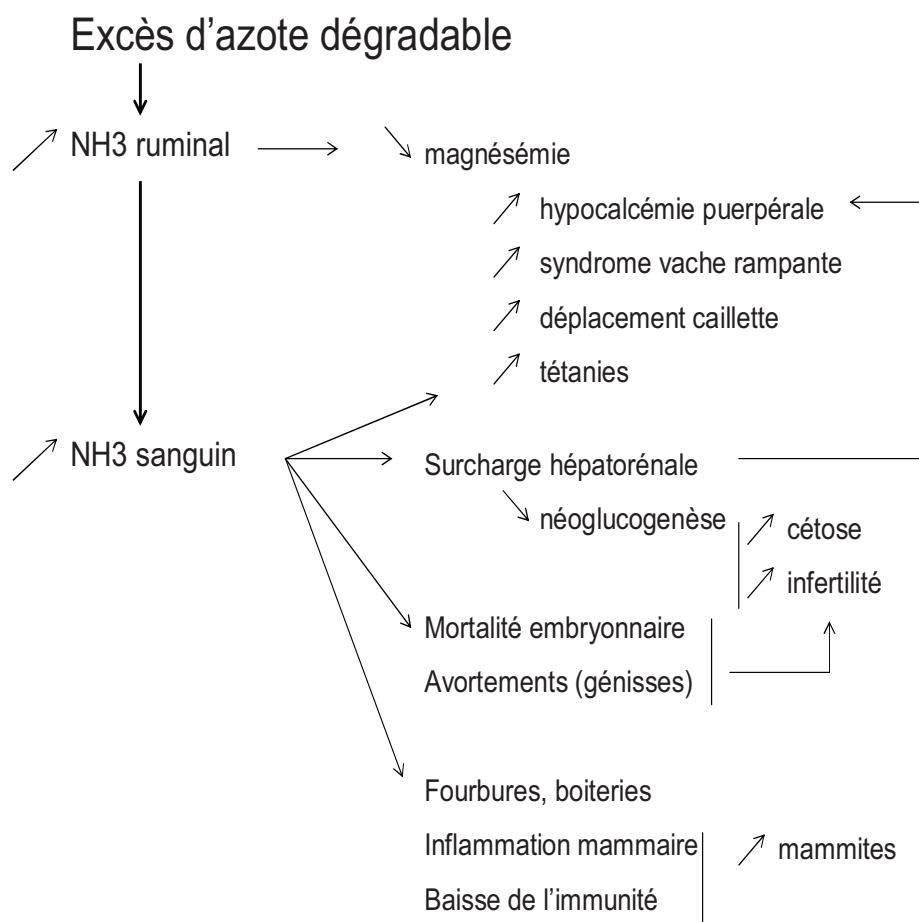 Excès d’azote dégradable
NH3 ruminal
magnésémie
hypocalcémie puerpérale
syndrome vache rampante
déplacement caillette
tétanies
NH3 sanguin
Surcharge hépatorénale
néoglucogenèse
cétose
infertilité
Mortalité embryonnaire
Avortements (génisses)
Fourbures, boiteries
Inflammation mammaire
mammites
Baisse de l’immunité